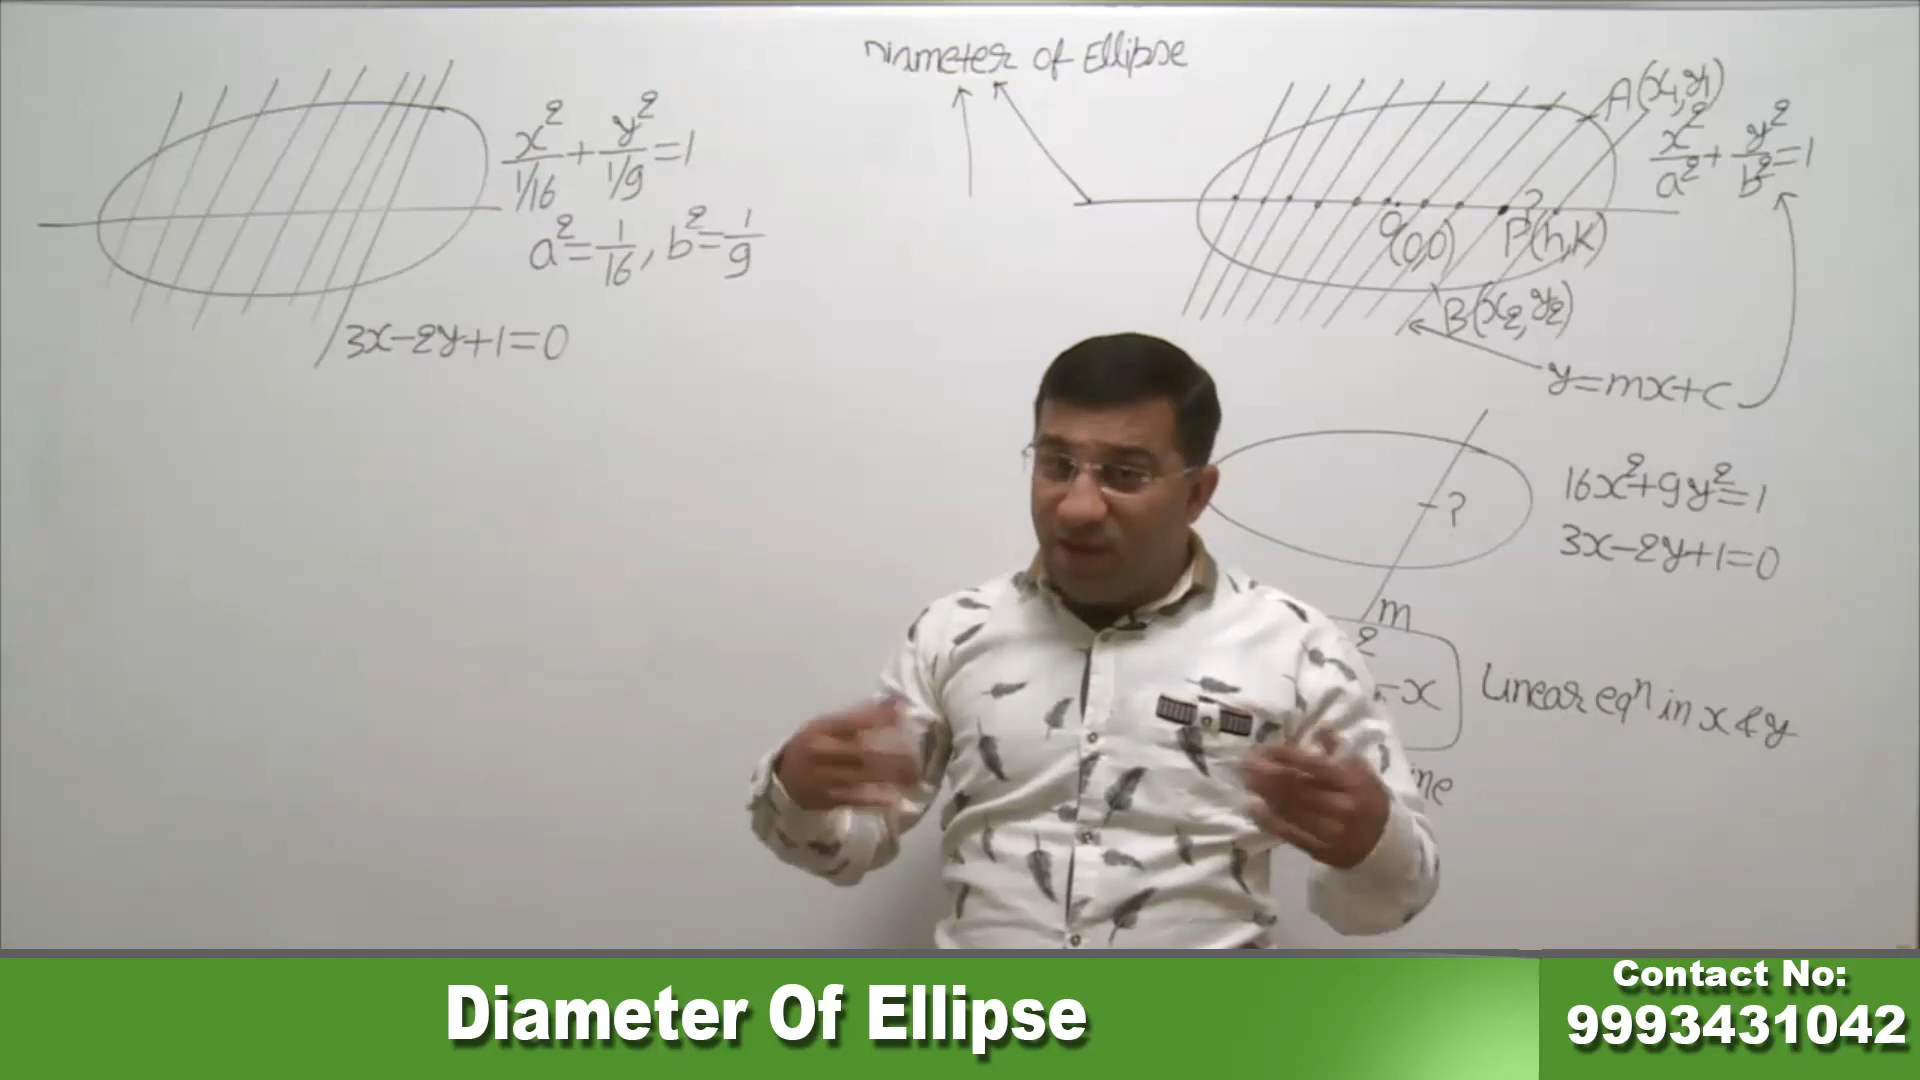 Diameter of Ellipse
x²/1/16 + y²/1/9 = 1
a² = 1/16, b² = 1/9
3x-2y+1=0
A(x1,y1)
x²/a² + y²/b² = 1
(0,0)
?
P(h,k)
B(x2,y2)
y=mx+c
?
16x²+9y²=1
3x-2y+1=0
m
2
-x
Linear eqn in x & y
Diameter Of Ellipse
Contact No:
9993431042